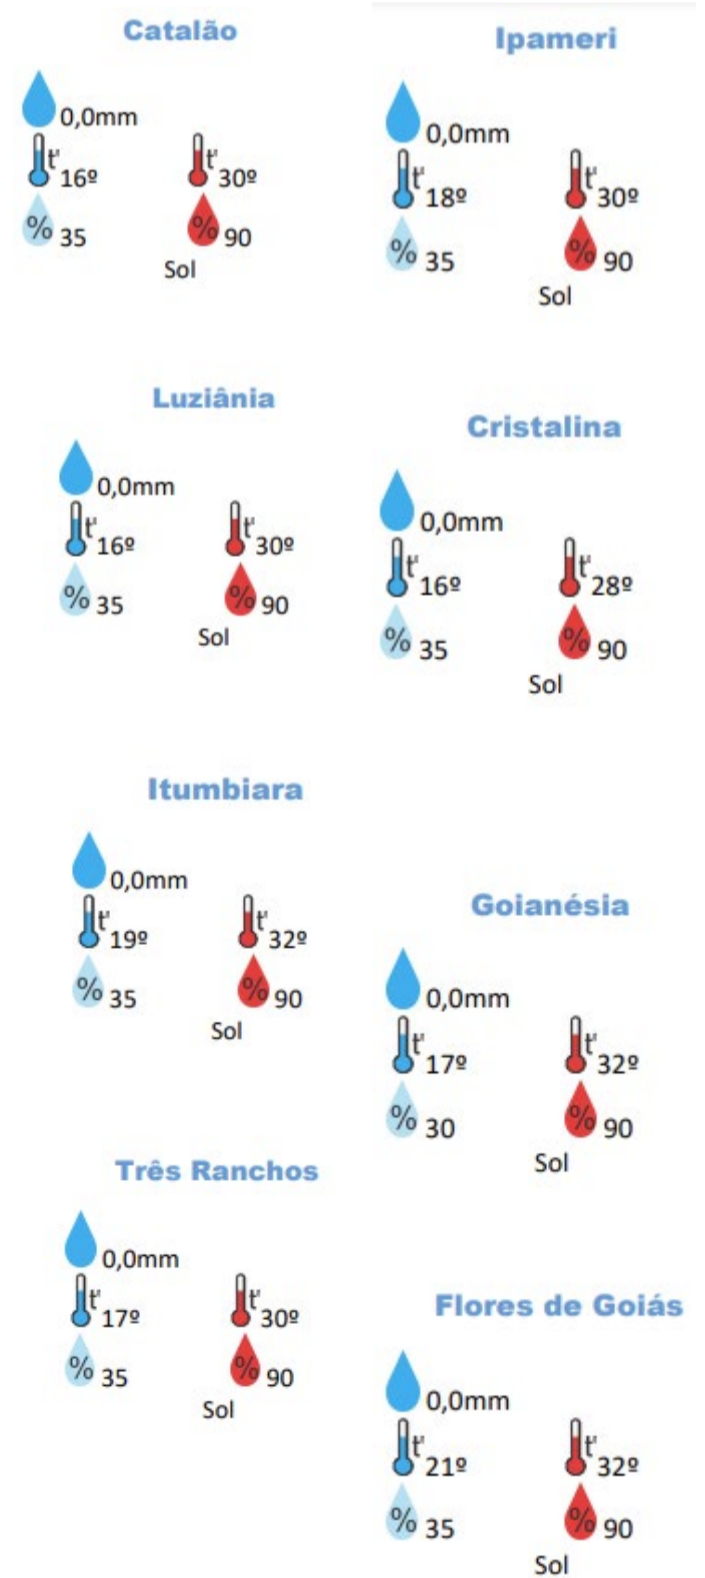 Catalão
0,0mm
t' 16º t' 30º
% 35 % 90
Sol
Ipameri
0,0mm
t' 18º t' 30º
% 35 % 90
Sol
Luziânia
0,0mm
t' 16º t' 30º
% 35 % 90
Sol
Cristalina
0,0mm
t' 16º t' 28º
% 35 % 90
Sol
Itumbiara
0,0mm
t' 19º t' 32º
% 35 % 90
Sol
Goianésia
0,0mm
t' 17º t' 32º
% 30 % 90
Sol
Três Ranchos
0,0mm
t' 17º t' 30º
% 35 % 90
Sol
Flores de Goiás
0,0mm
t' 21º t' 32º
% 35 % 90
Sol